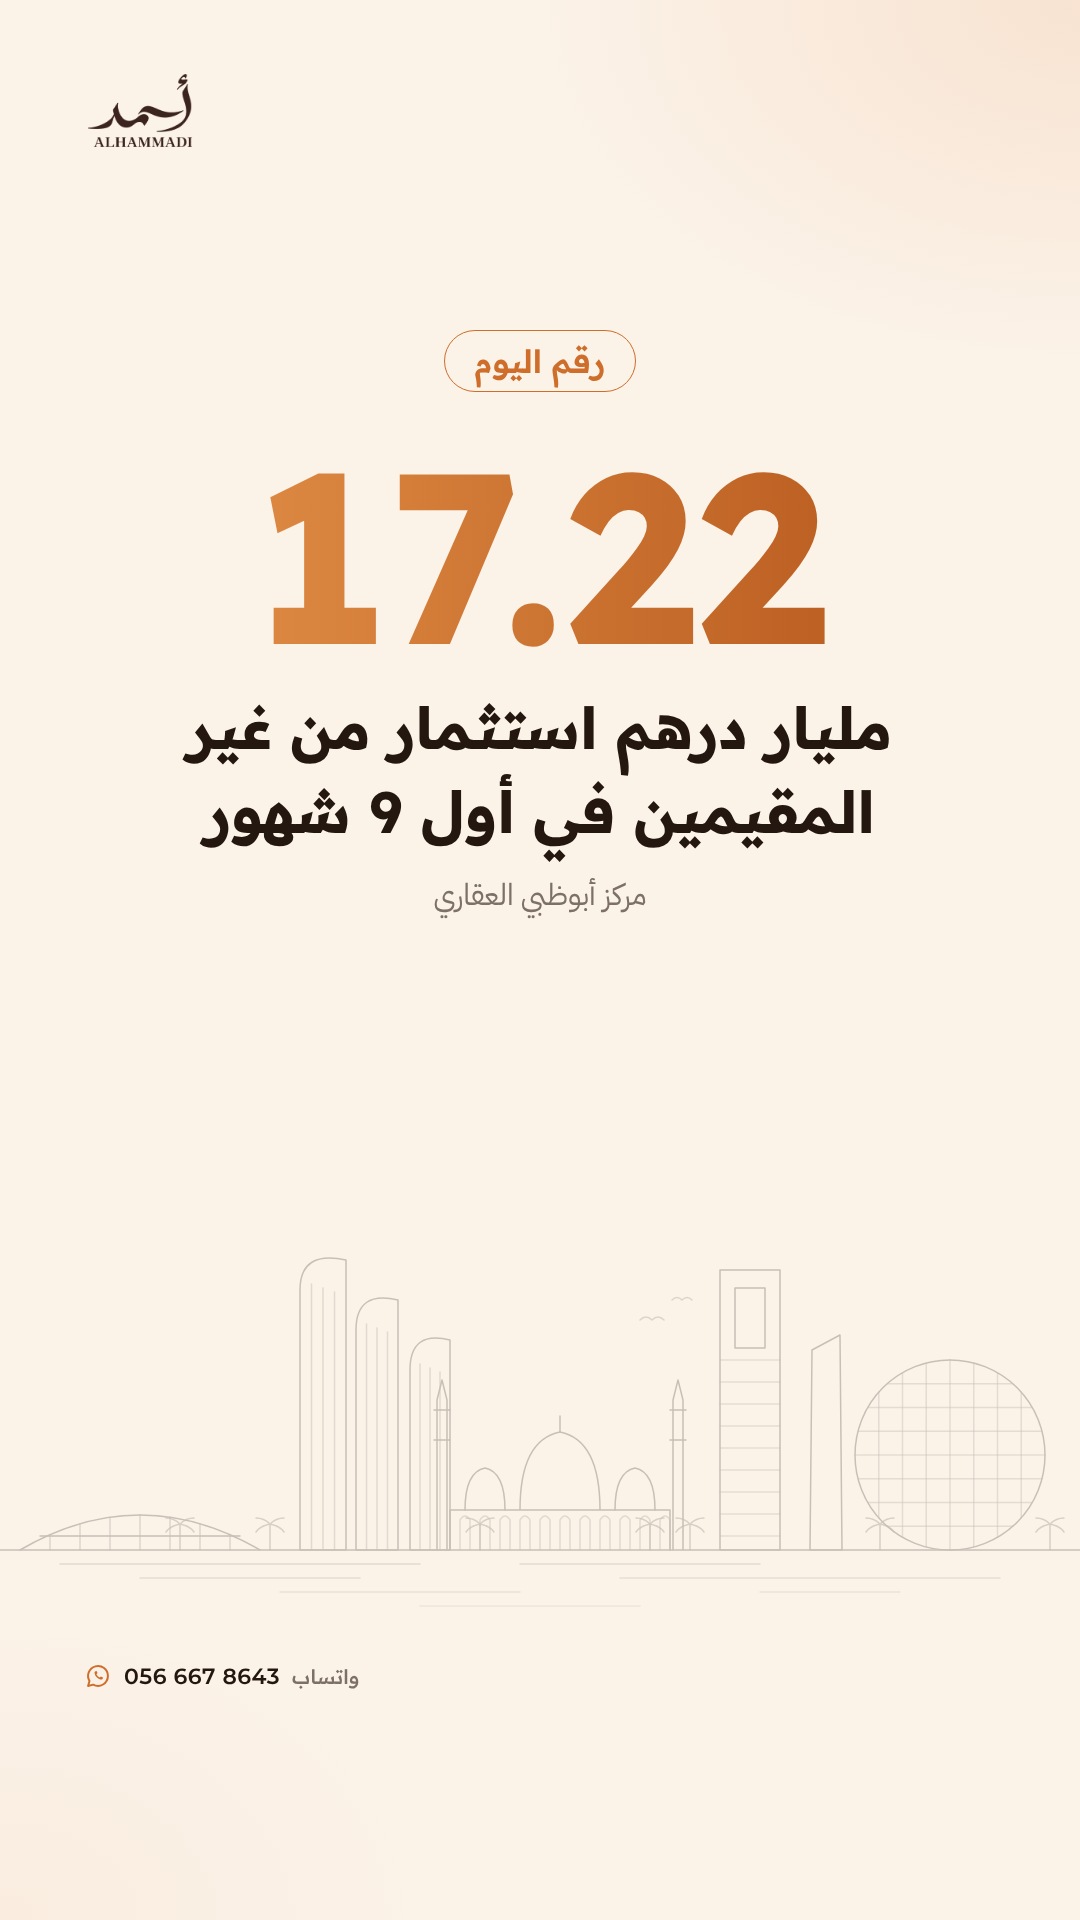 أحمد
ALHAMMADI
رقم اليوم
17.22
مليار درهم استثمار من غير
المقيمين في أول 9 شهور
مركز أبوظبي العقاري
056 667 8643 واتساب